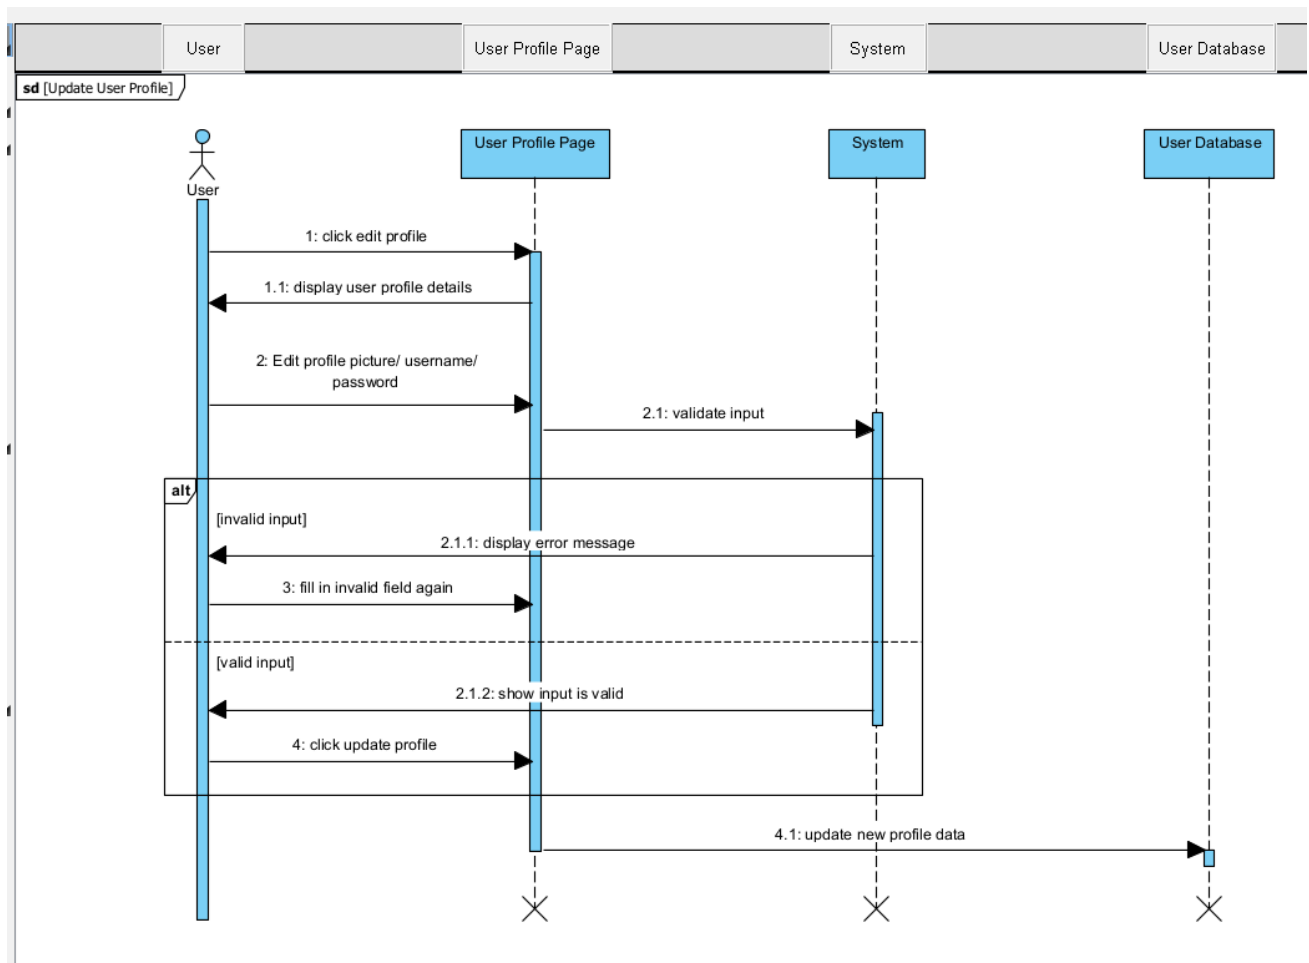 User
User Profile Page
System
User Database
sd [Update User Profile]
User Profile Page
System
User Database
User
1: click edit profile
1.1: display user profile details
2: Edit profile picture/ username/
password
2.1: validate input
alt
[invalid input]
2.1.1: display error message
3: fill in invalid field again
[valid input]
2.1.2: show input is valid
4: click update profile
4.1: update new profile data